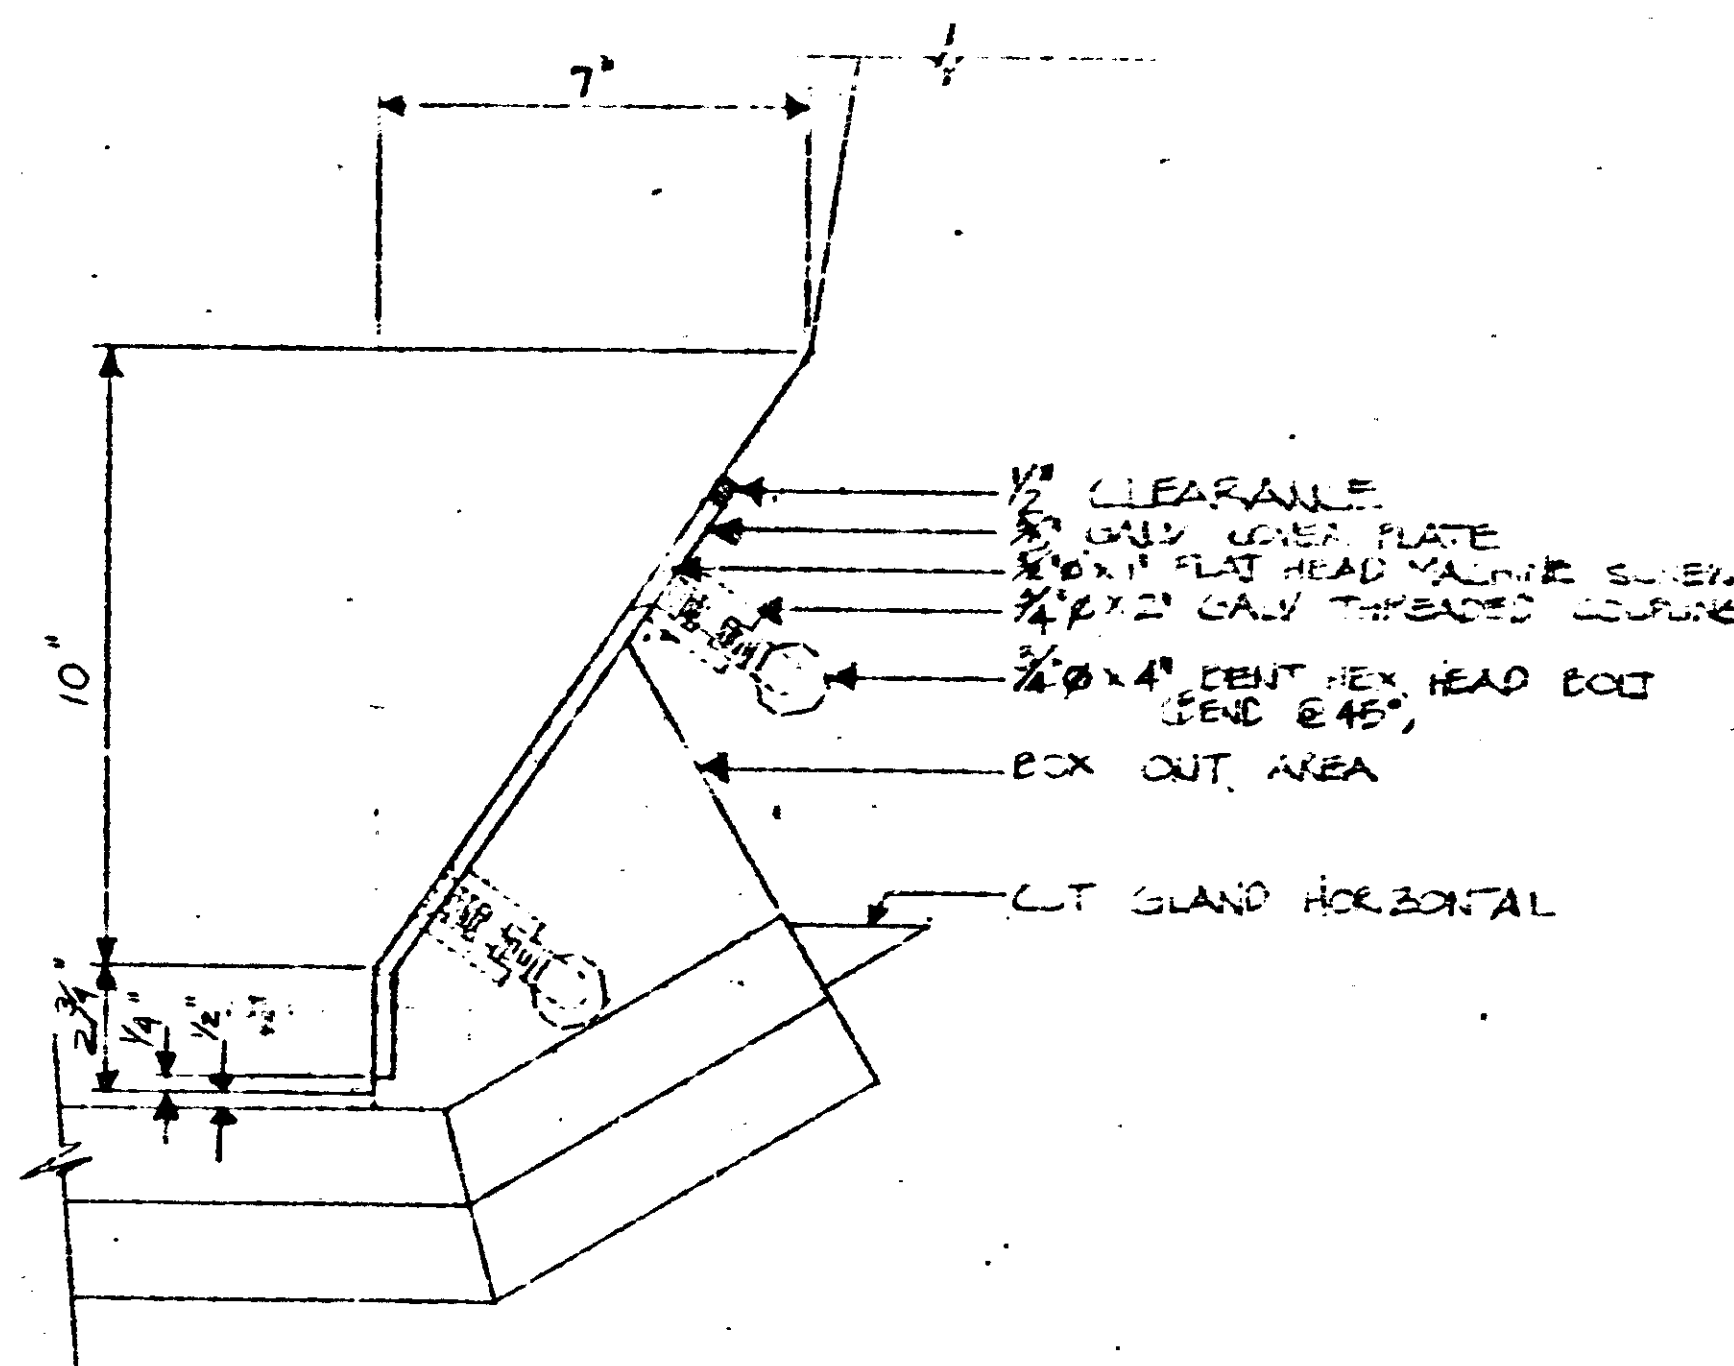 7"
10"
2 3/4"
1/4"
1/2"
1/2" CLEARANCE
GALV COVER PLATE
"Ø x 1" FLAT HEAD MACHINE SCREW
3/4"Ø x 2" GALV THREADED COUPLING
3/4"Ø x 4" BENT HEX HEAD BOLT
(BEND @ 45°)
BOX OUT AREA
CUT GLAND HORIZONTAL